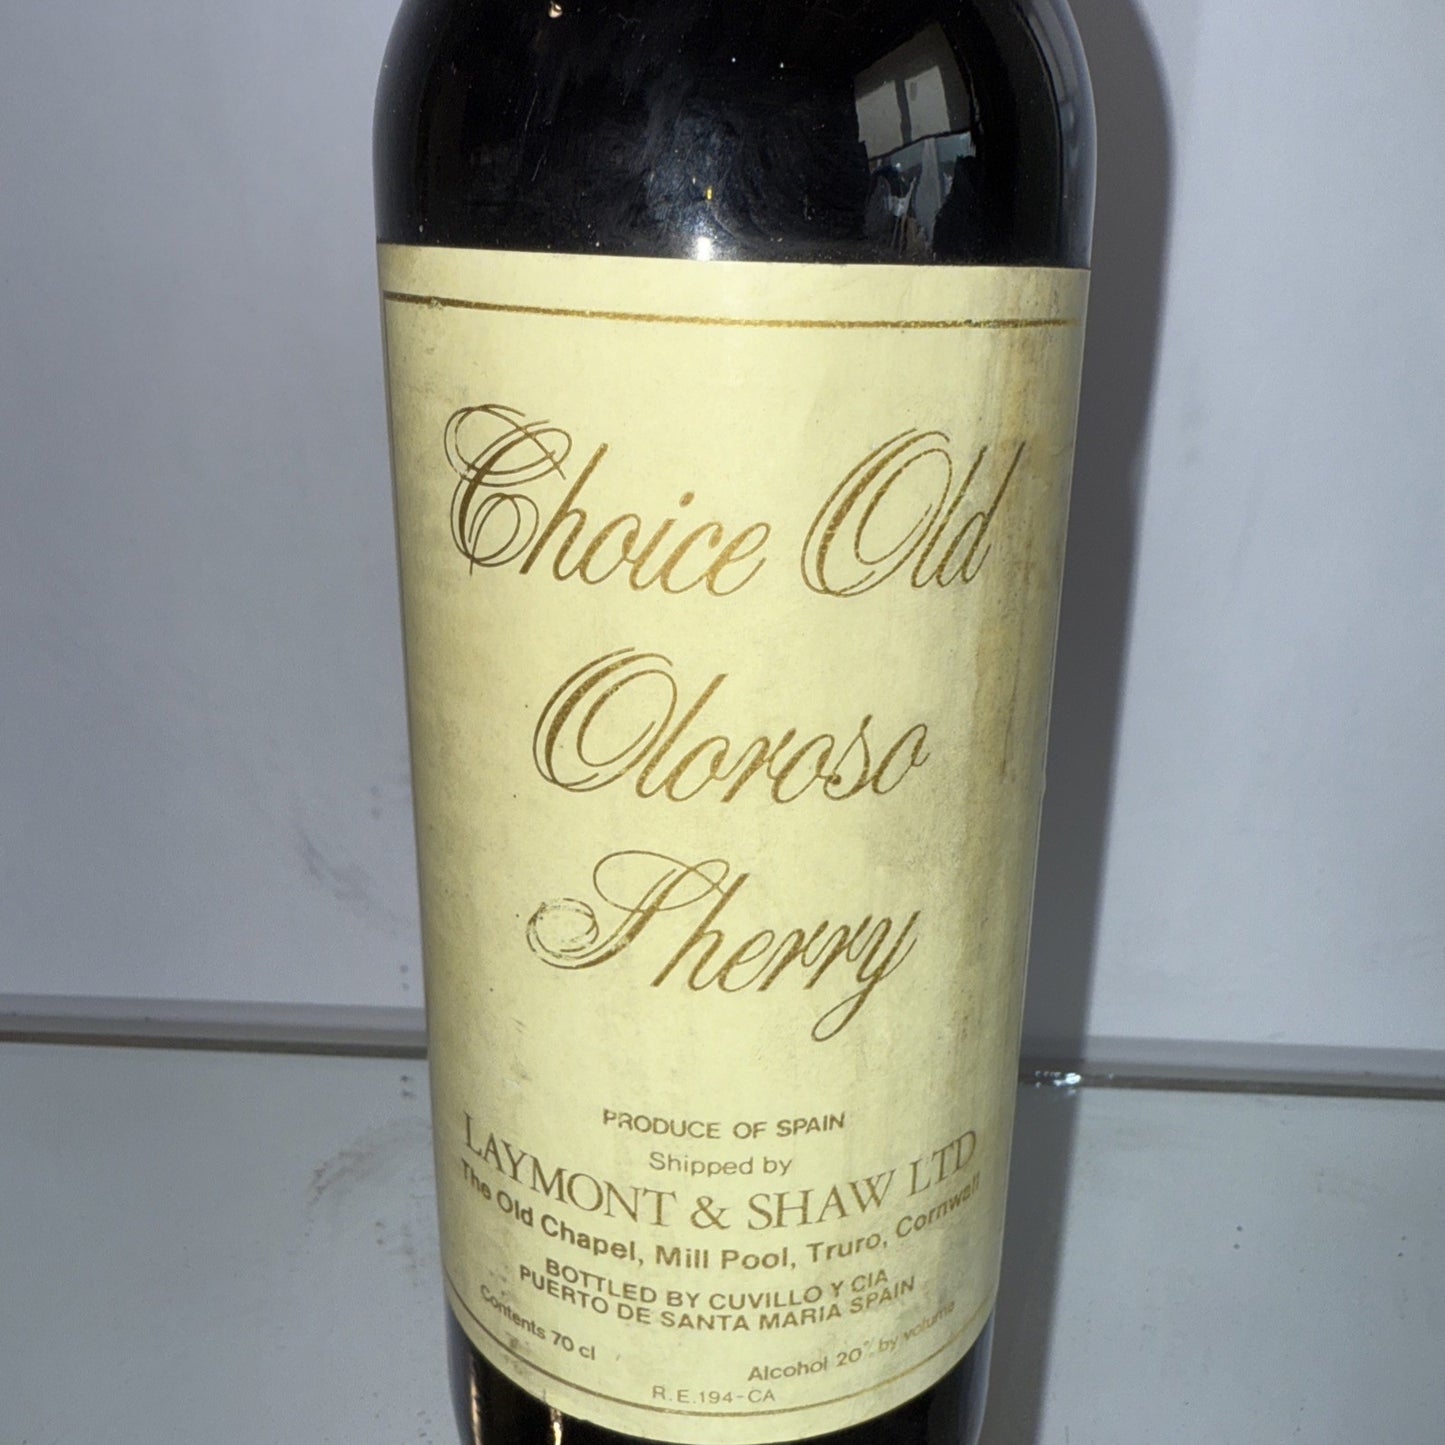 Choice Old
Oloroso
Sherry
PRODUCE OF SPAIN
Shipped by
LAYMONT & SHAW LTD
The Old Chapel, Mill Pool, Truro, Cornwall
BOTTLED BY CUVILLO Y CIA
PUERTO DE SANTA MARIA SPAIN
Contents 70 cl
Alcohol 20% by volume
R.E.194-CA